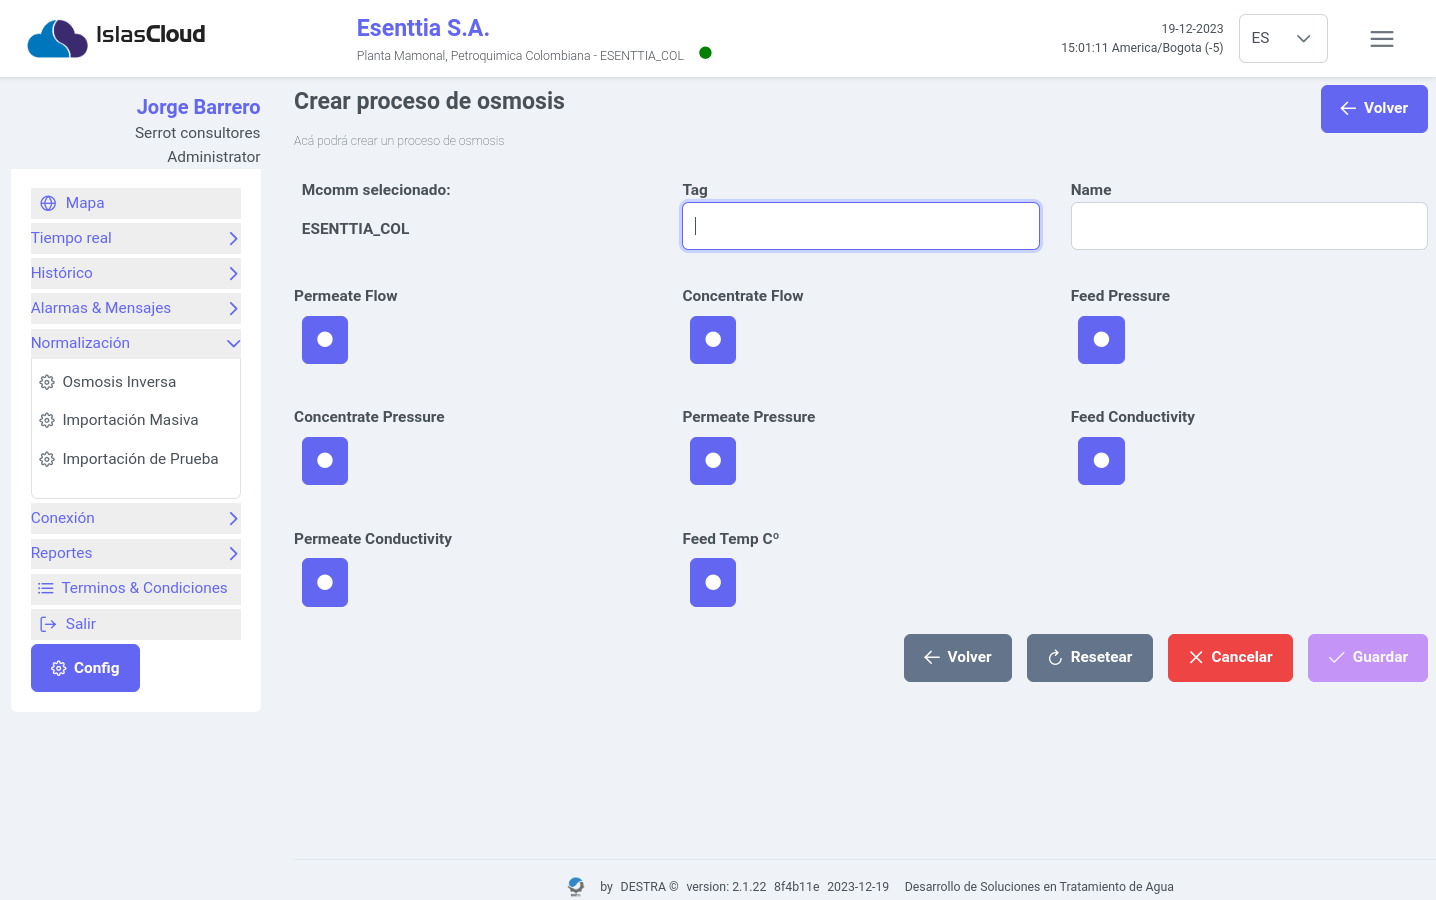 IslasCloud
Esenttia S.A.
Planta Mamonal, Petroquimica Colombiana - ESENTTIA_COL
19-12-2023
15:01:11 America/Bogota (-5)
ES
Jorge Barrero
Serrot consultores
Administrator
Mapa
Tiempo real
Histórico
Alarmas & Mensajes
Normalización
Osmosis Inversa
Importación Masiva
Importación de Prueba
Conexión
Reportes
Terminos & Condiciones
Salir
Config
Crear proceso de osmosis
Volver
Acá podrá crear un proceso de osmosis
Mcomm selecionado:
ESENTTIA_COL
Tag
Name
Permeate Flow
Concentrate Flow
Feed Pressure
Concentrate Pressure
Permeate Pressure
Feed Conductivity
Permeate Conductivity
Feed Temp Cº
Volver
Resetear
Cancelar
Guardar
by DESTRA © version: 2.1.22 8f4b11e 2023-12-19 Desarrollo de Soluciones en Tratamiento de Agua